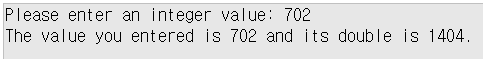 Please enter an integer value: 702
The value you entered is 702 and its double is 1404.